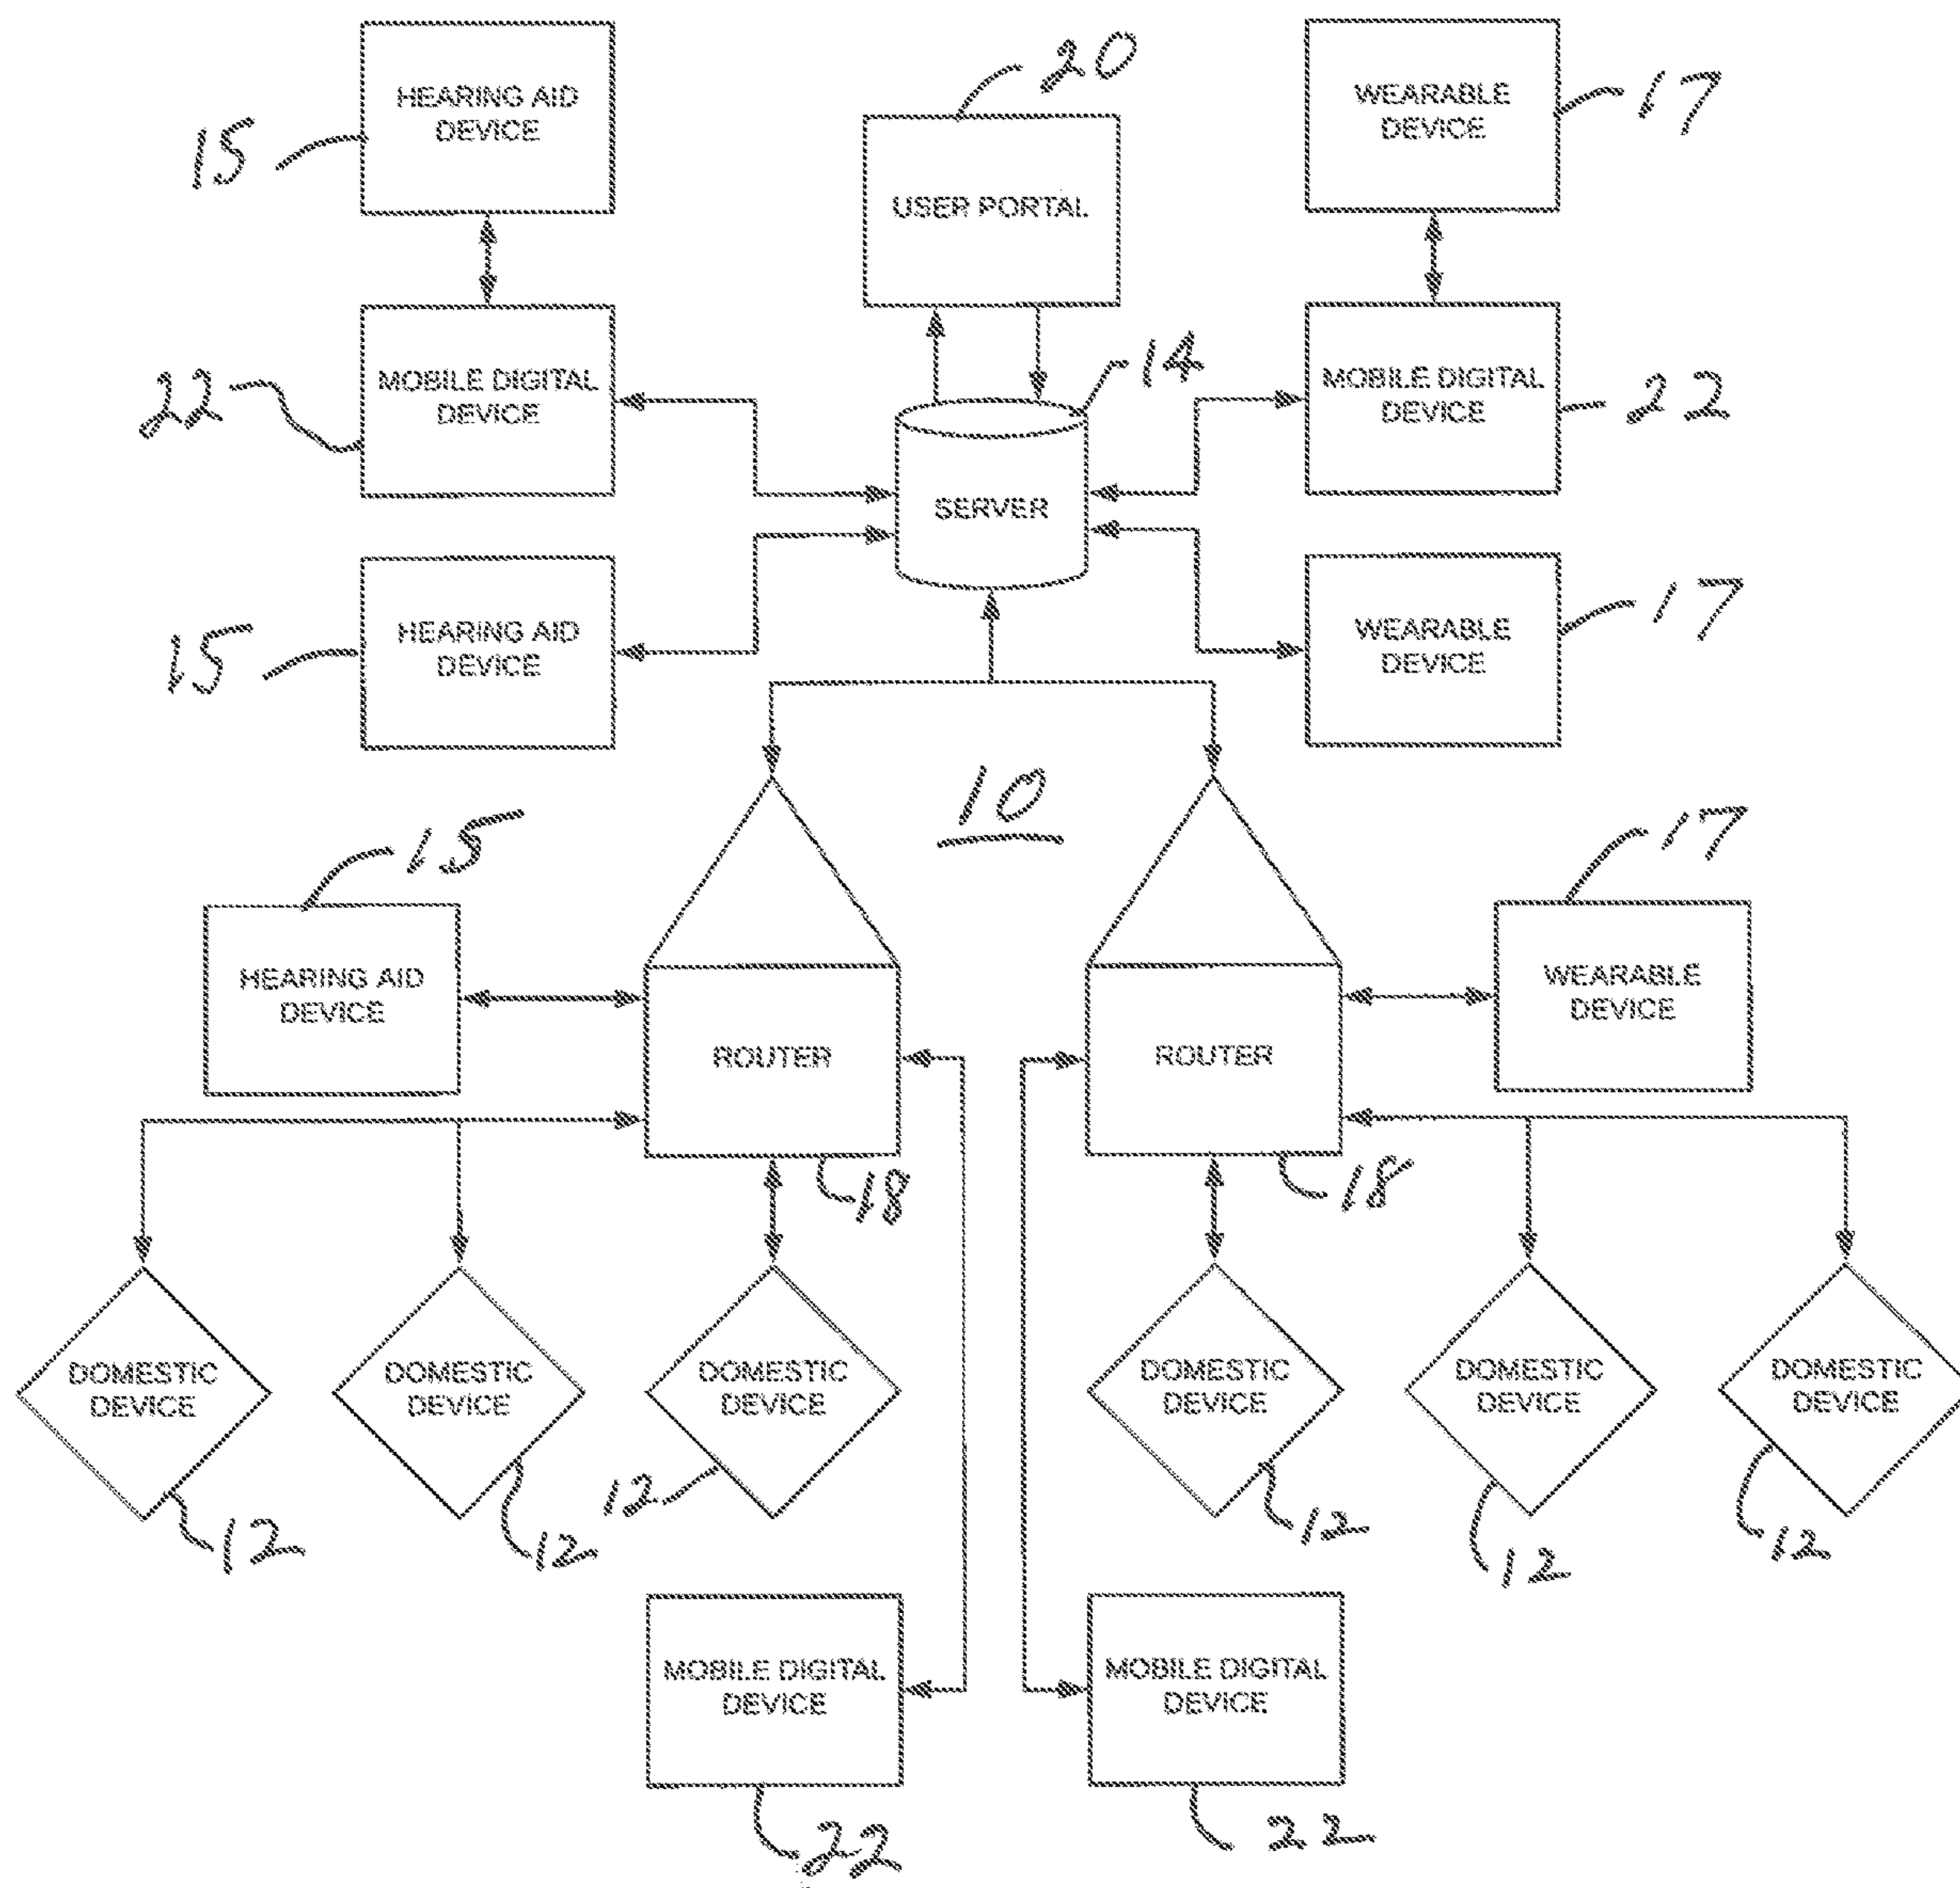 HEARING AID
DEVICE
15
20
USER PORTAL
WEARABLE
DEVICE
17
MOBILE DIGITAL
DEVICE
22
14
SERVER
MOBILE DIGITAL
DEVICE
22
HEARING AID
DEVICE
15
WEARABLE
DEVICE
17
10
15
HEARING AID
DEVICE
ROUTER
18
ROUTER
18
17
WEARABLE
DEVICE
DOMESTIC
DEVICE
12
DOMESTIC
DEVICE
12
DOMESTIC
DEVICE
12
DOMESTIC
DEVICE
12
DOMESTIC
DEVICE
12
DOMESTIC
DEVICE
12
MOBILE DIGITAL
DEVICE
22
MOBILE DIGITAL
DEVICE
22